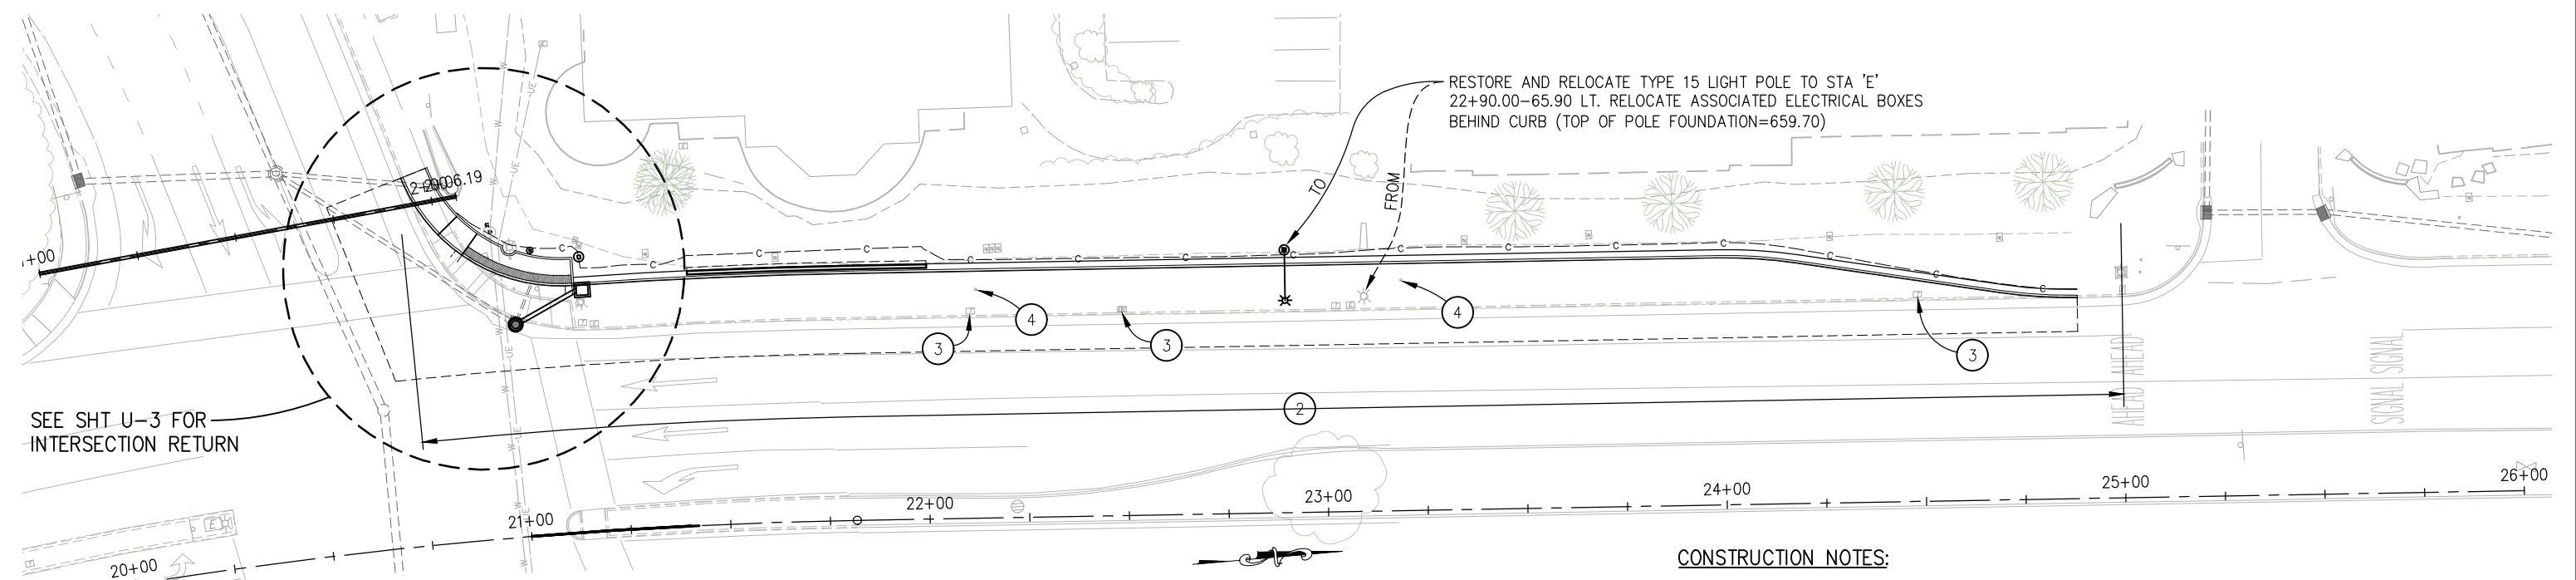 RESTORE AND RELOCATE TYPE 15 LIGHT POLE TO STA 'E'
22+90.00-65.90 LT. RELOCATE ASSOCIATED ELECTRICAL BOXES
BEHIND CURB (TOP OF POLE FOUNDATION=659.70)
TO
FROM
+00
4
4
3
3
3
2
SEE SHT U-3 FOR
INTERSECTION RETURN
AHEAD
SIGNAL
SIGNAL
20+00
21+00
22+00
23+00
24+00
25+00
26+00
CONSTRUCTION NOTES: